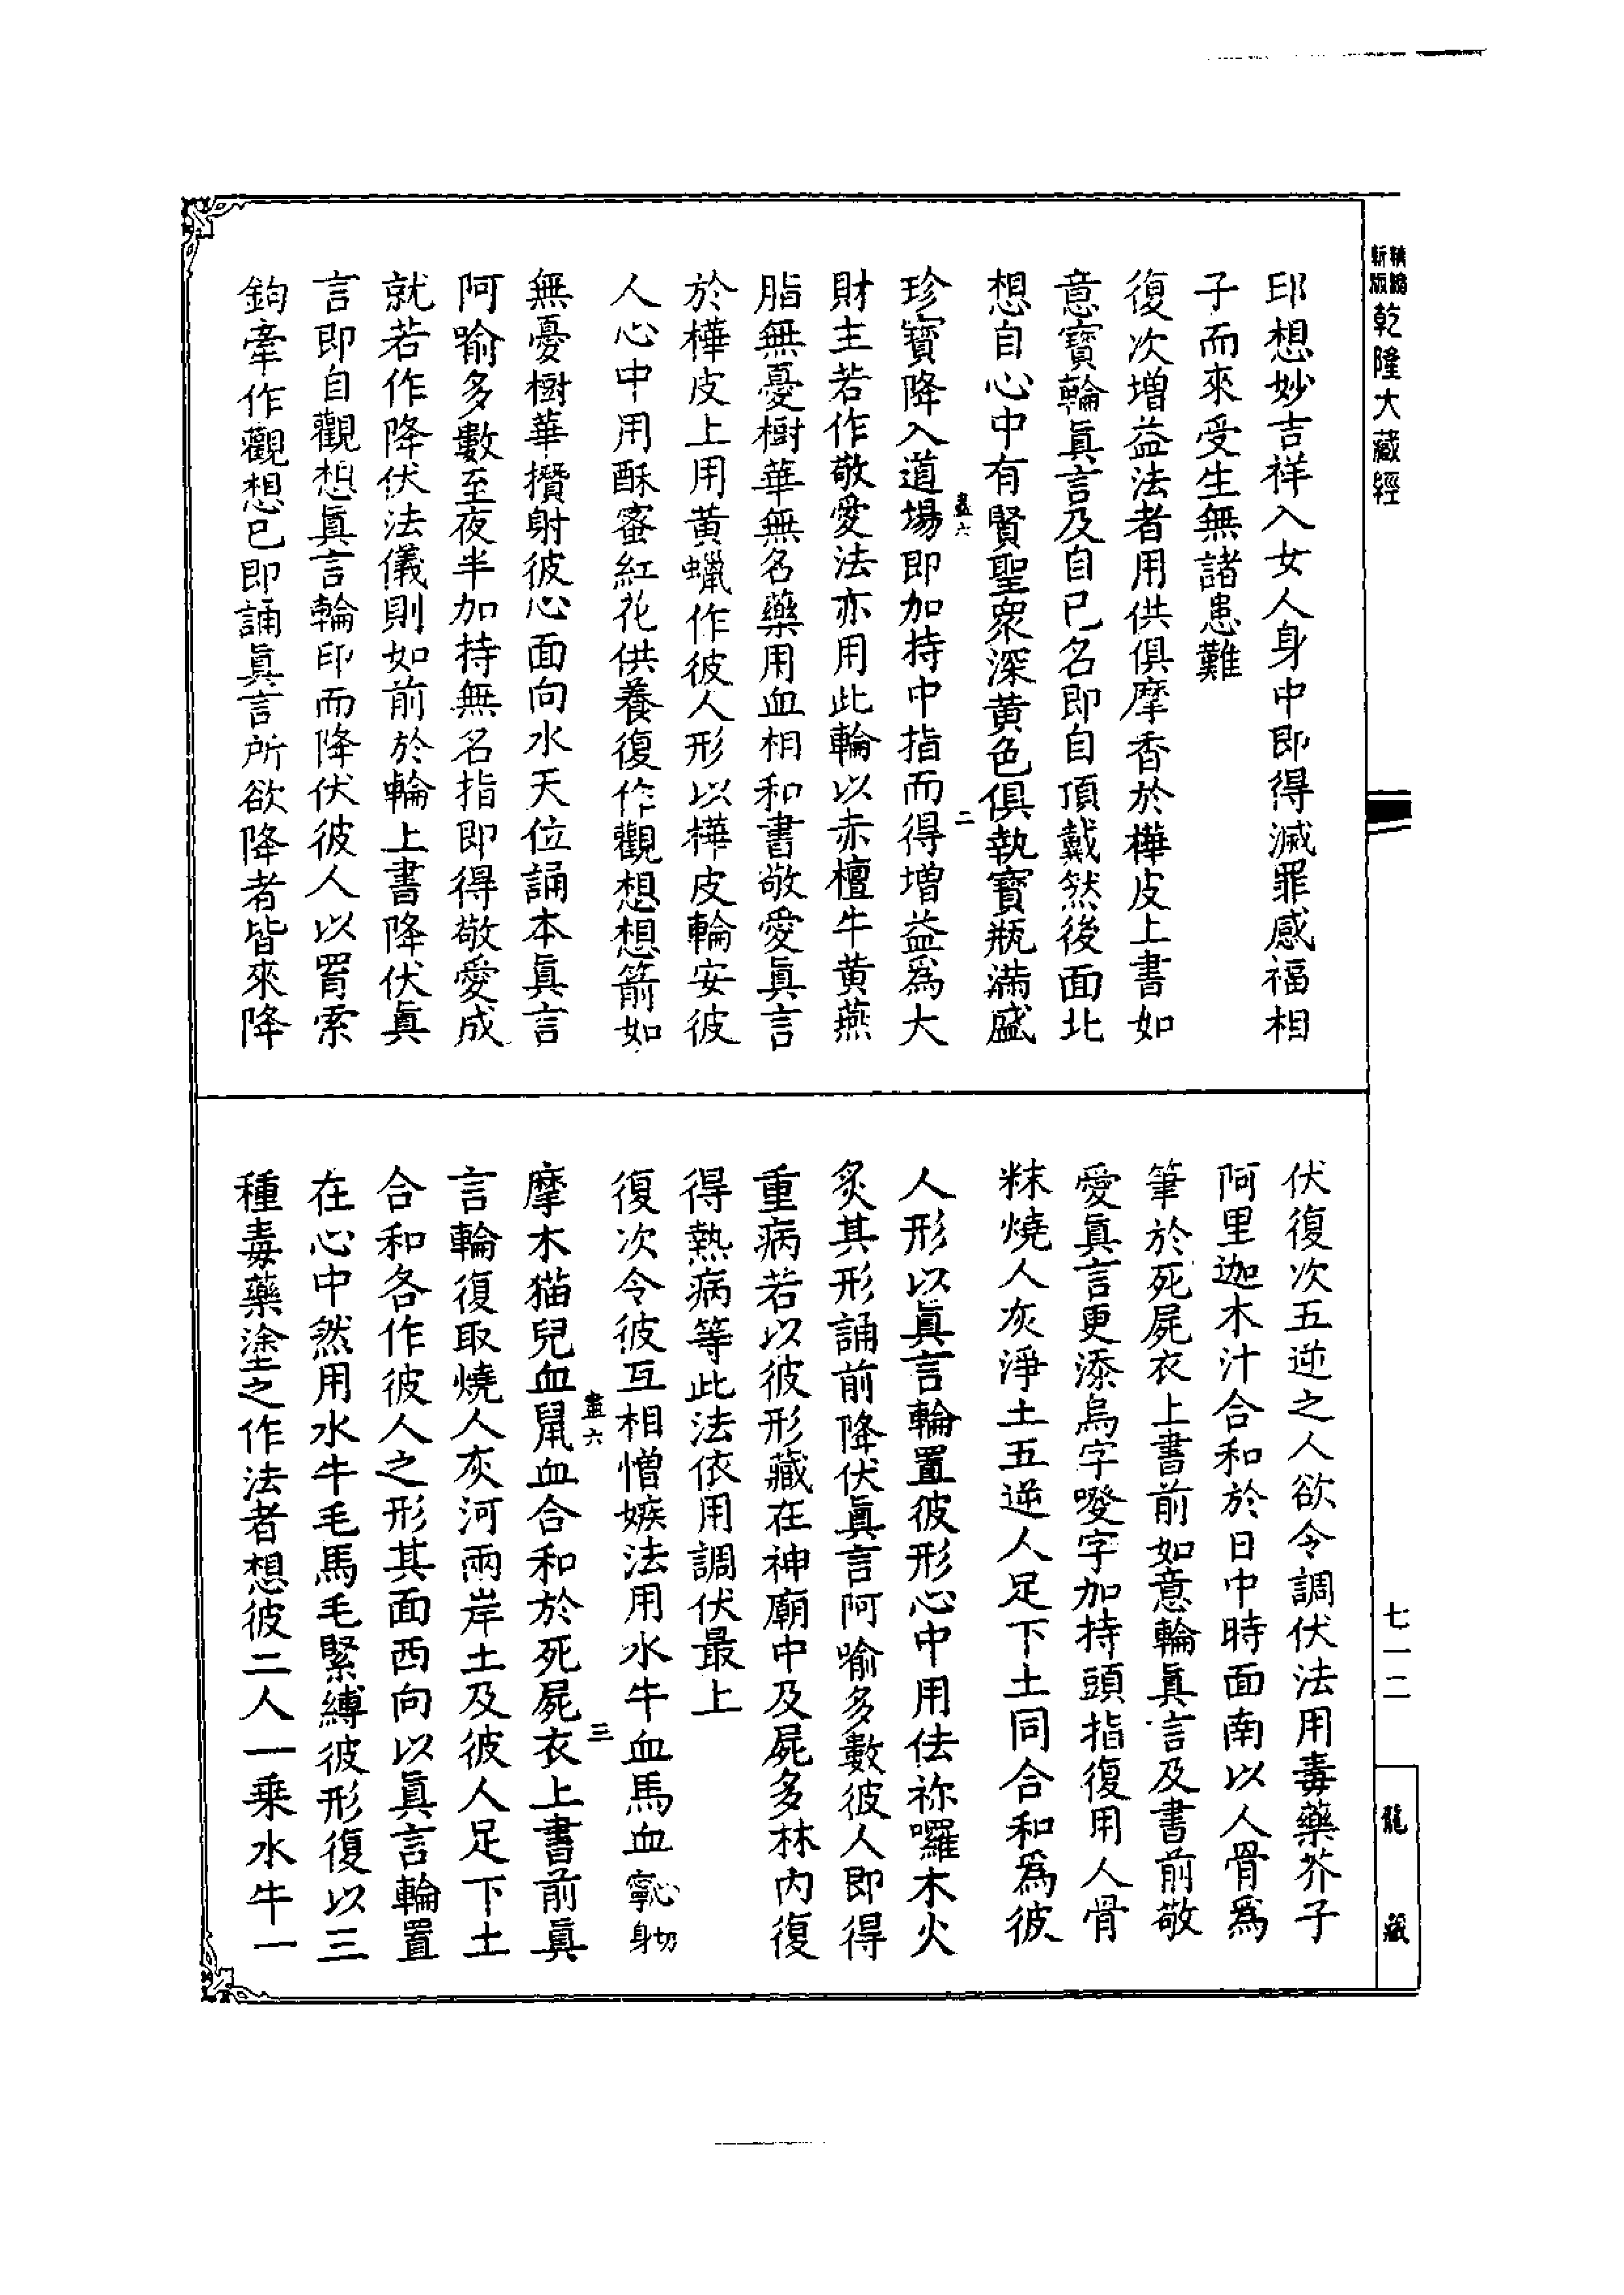 精縮
新版
乾隆大藏經
印想妙吉祥入女人身中即得滅罪感福相
子而來受生無諸患難
復次增益法者用供俱摩香於樺皮上書如
意寶輪眞言及自已名即自頂戴然後面北
想自心中有賢聖衆深黄色俱執寶瓶滿盛
盡六 二
珍寶降入道場即加持中指而得增益爲大
財主若作敬愛法亦用此輪以赤檀牛黄燕
脂無憂樹華無名藥用血相和書敬愛眞言
於樺皮上用黄蠟作彼人形以樺皮輪安彼
人心中用酥蜜紅花供養復作觀想想箭如
無憂樹華攢射彼心面向水天位誦本眞言
阿喻多數至夜半加持無名指即得敬愛成
就若作降伏法儀則如前於輪上書降伏眞
言即自觀想眞言輪印而降伏彼人以罥索
鉤牽作觀想已即誦眞言所欲降者皆來降
伏復次五逆之人欲令調伏法用毒藥芥子
阿里迦木汁合和於日中時面南以人骨爲
筆於死屍衣上書前如意輪眞言及書前敬
愛眞言更添烏字噔字加持頭指復用人骨
粖燒人灰淨土五逆人足下土同合和爲彼
人形以眞言輪置彼形心中用佉祢囉木火
炙其形誦前降伏眞言阿喻多數彼人即得
重病若以彼形藏在神廟中及屍多林内復
得熱病等此法依用調伏最上
復次令彼互相憎嫉法用水牛血馬血寧心身切
盡六 三
摩木猫兒血鼠血合和於死屍衣上書前眞
言輪復取燒人灰河兩岸土及彼人足下土
合和各作彼人之形其面西向以眞言輪置
在心中然用水牛毛馬毛緊縛彼形復以三
種毒藥塗之作法者想彼二人一乗水牛一
七一二
龍藏